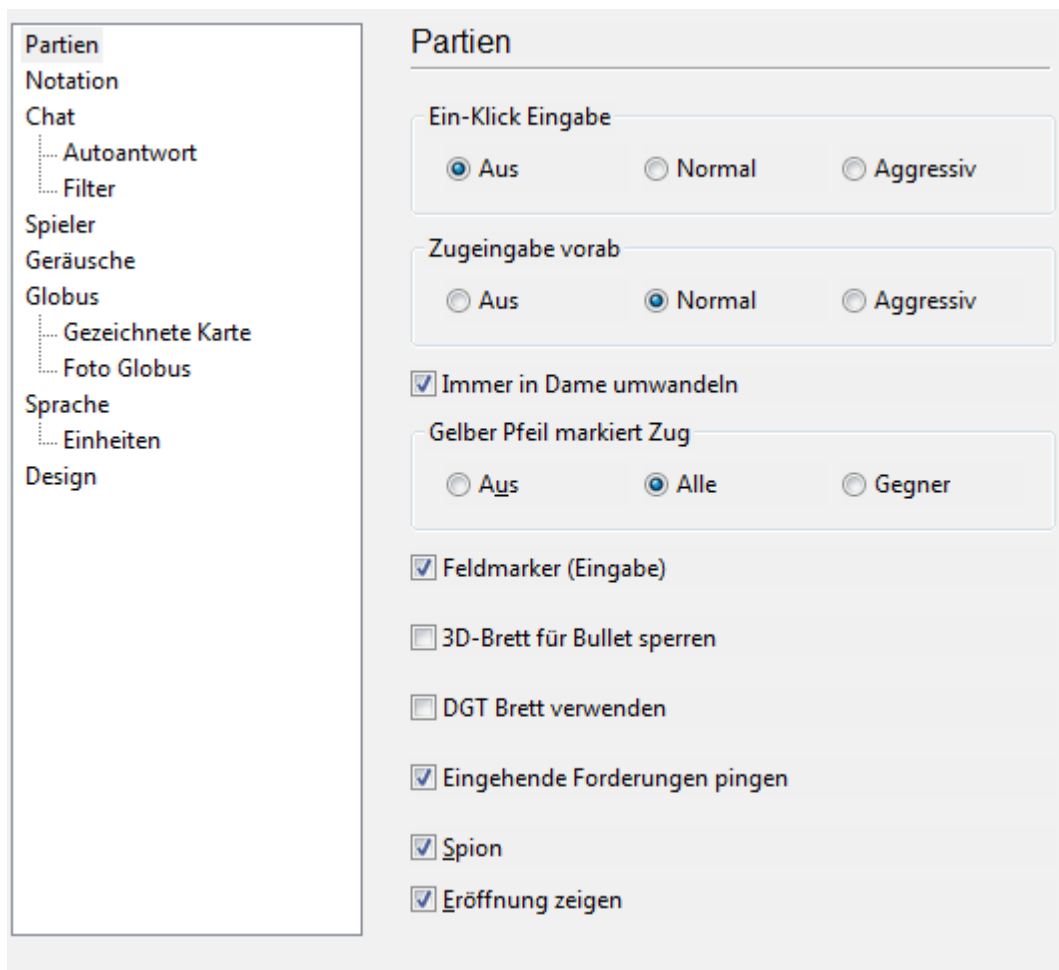 Partien
Notation
Chat
Autoantwort
Filter
Spieler
Geräusche
Globus
Gezeichnete Karte
Foto Globus
Sprache
Einheiten
Design
Partien
Ein-Klick Eingabe
Aus Normal Aggressiv
Zugeingabe vorab
Aus Normal Aggressiv
Immer in Dame umwandeln
Gelber Pfeil markiert Zug
Aus Alle Gegner
Feldmarker (Eingabe)
3D-Brett für Bullet sperren
DGT Brett verwenden
Eingehende Forderungen pingen
Spion
Eröffnung zeigen